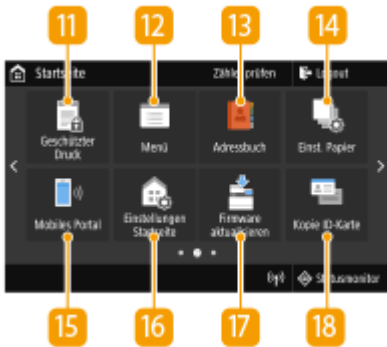 11 12 13 14
Startseite Zähler prüfen Logout
Geschützter
Druck
Menü
Adressbuch
Einst. Papier
Mobiles Portal
Einstellungen
Startseite
Firmware
aktualisieren
Kopie ID-Karte
Statusmonitor
15 16 17 18